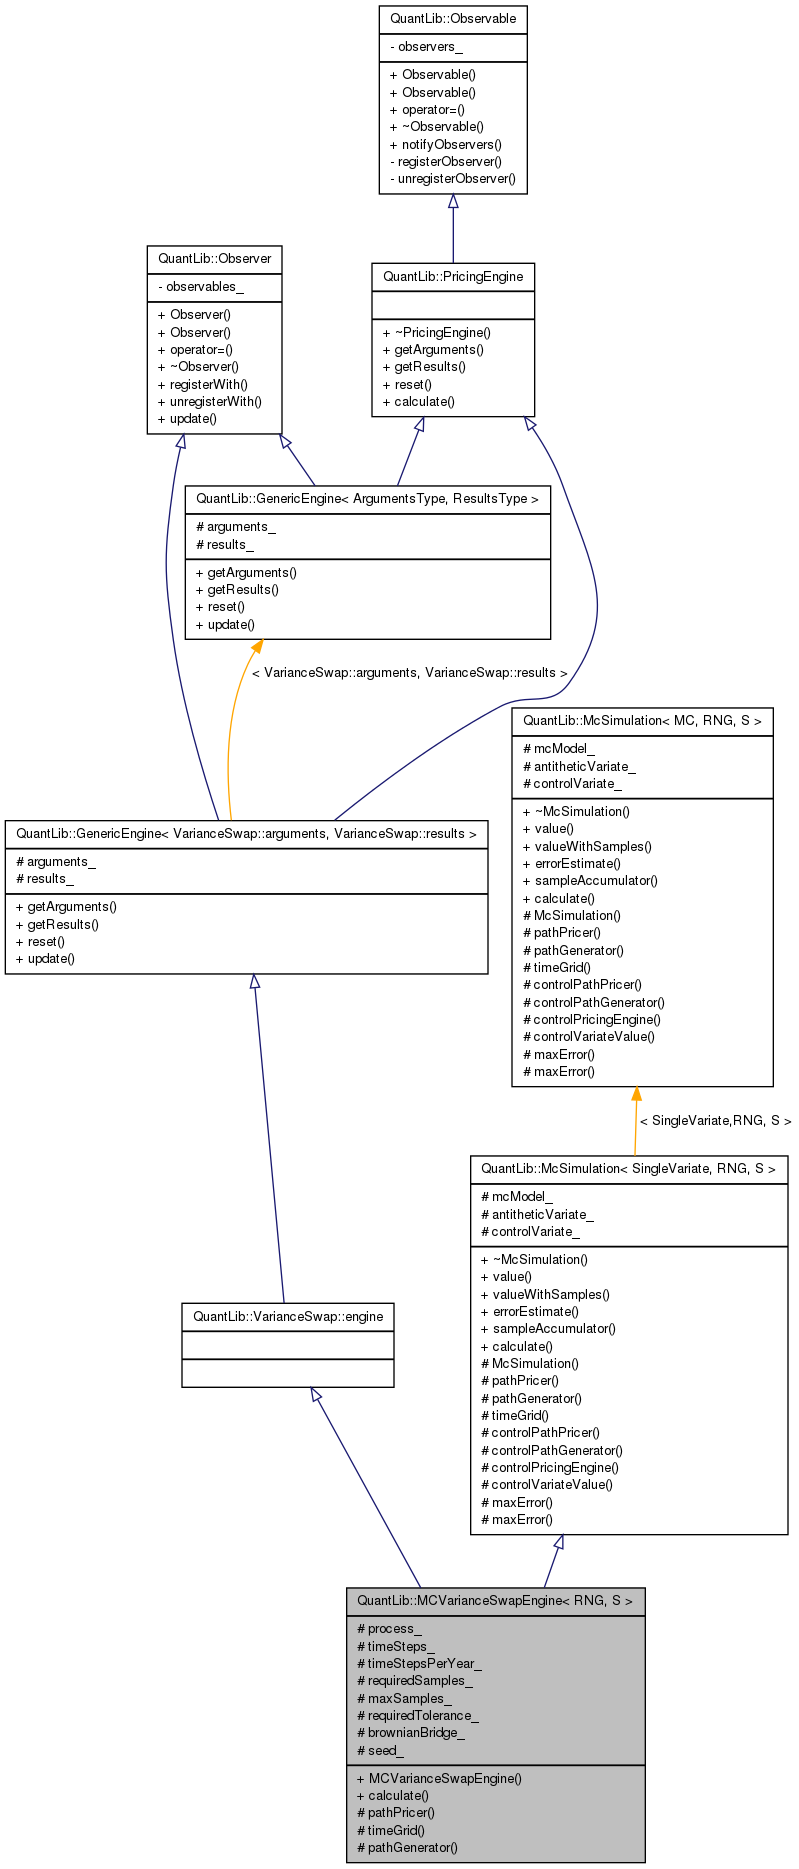 QuantLib::Observable
- observers_
+ Observable()
+ Observable()
+ operator=()
+ ~Observable()
+ notifyObservers()
- registerObserver()
- unregisterObserver()
QuantLib::Observer
- observables_
+ Observer()
+ Observer()
+ operator=()
+ ~Observer()
+ registerWith()
+ unregisterWith()
+ update()
QuantLib::PricingEngine
+ ~PricingEngine()
+ getArguments()
+ getResults()
+ reset()
+ calculate()
QuantLib::GenericEngine< ArgumentsType, ResultsType >
# arguments_
# results_
+ getArguments()
+ getResults()
+ reset()
+ update()
< VarianceSwap::arguments, VarianceSwap::results >
QuantLib::McSimulation< MC, RNG, S >
# mcModel_
# antitheticVariate_
# controlVariate_
+ ~McSimulation()
+ value()
+ valueWithSamples()
+ errorEstimate()
+ sampleAccumulator()
+ calculate()
# McSimulation()
# pathPricer()
# pathGenerator()
# timeGrid()
# controlPathPricer()
# controlPathGenerator()
# controlPricingEngine()
# controlVariateValue()
# maxError()
# maxError()
QuantLib::GenericEngine< VarianceSwap::arguments, VarianceSwap::results >
# arguments_
# results_
+ getArguments()
+ getResults()
+ reset()
+ update()
< SingleVariate,RNG, S >
QuantLib::McSimulation< SingleVariate, RNG, S >
# mcModel_
# antitheticVariate_
# controlVariate_
+ ~McSimulation()
+ value()
+ valueWithSamples()
+ errorEstimate()
+ sampleAccumulator()
+ calculate()
# McSimulation()
# pathPricer()
# pathGenerator()
# timeGrid()
# controlPathPricer()
# controlPathGenerator()
# controlPricingEngine()
# controlVariateValue()
# maxError()
# maxError()
QuantLib::VarianceSwap::engine
QuantLib::MCVarianceSwapEngine< RNG, S >
# process_
# timeSteps_
# timeStepsPerYear_
# requiredSamples_
# maxSamples_
# requiredTolerance_
# brownianBridge_
# seed_
+ MCVarianceSwapEngine()
+ calculate()
# pathPricer()
# timeGrid()
# pathGenerator()